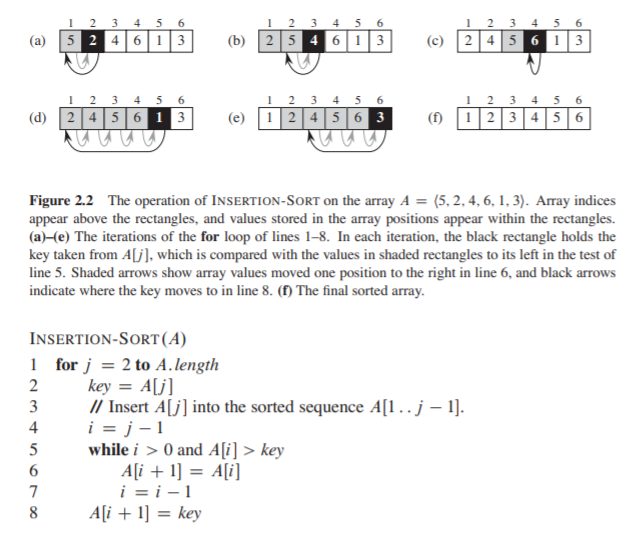 1 2 3 4 5 6
(a) 5 2 4 6 1 3
1 2 3 4 5 6
(b) 2 5 4 6 1 3
1 2 3 4 5 6
(c) 2 4 5 6 1 3
1 2 3 4 5 6
(d) 2 4 5 6 1 3
1 2 3 4 5 6
(e) 1 2 4 5 6 3
1 2 3 4 5 6
(f) 1 2 3 4 5 6
Figure 2.2 The operation of INSERTION-SORT on the array A = ⟨5, 2, 4, 6, 1, 3⟩. Array indices
appear above the rectangles, and values stored in the array positions appear within the rectangles.
(a)–(e) The iterations of the for loop of lines 1–8. In each iteration, the black rectangle holds the
key taken from A[j], which is compared with the values in shaded rectangles to its left in the test of
line 5. Shaded arrows show array values moved one position to the right in line 6, and black arrows
indicate where the key moves to in line 8. (f) The final sorted array.
INSERTION-SORT(A)
1 for j = 2 to A.length
2 key = A[j]
3 // Insert A[j] into the sorted sequence A[1 . . j − 1].
4 i = j − 1
5 while i > 0 and A[i] > key
6 A[i + 1] = A[i]
7 i = i − 1
8 A[i + 1] = key